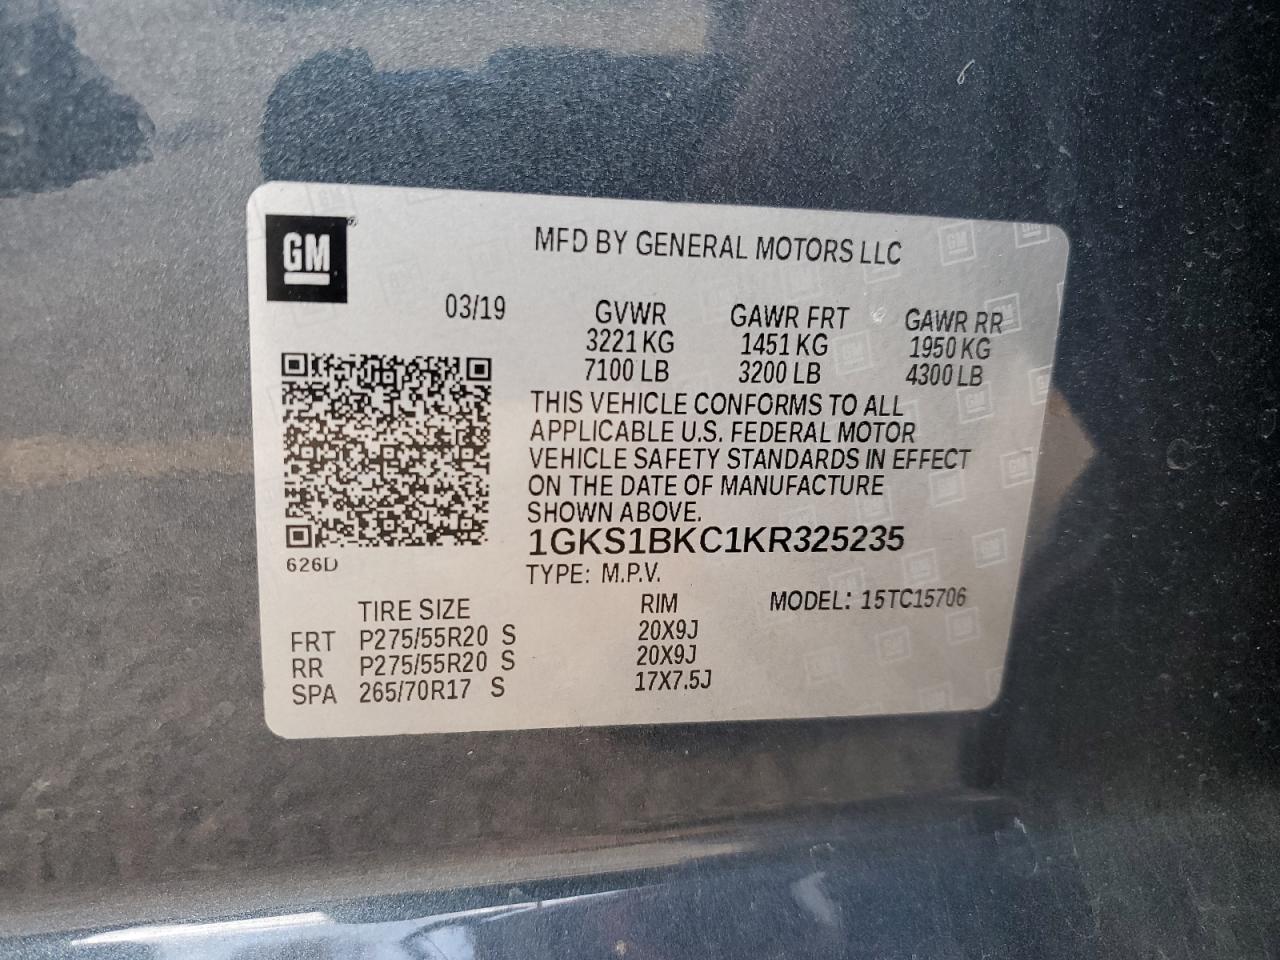 GM
MFD BY GENERAL MOTORS LLC
03/19 GVWR GAWR FRT GAWR RR
3221 KG 1451 KG 1950 KG
7100 LB 3200 LB 4300 LB
THIS VEHICLE CONFORMS TO ALL
APPLICABLE U.S. FEDERAL MOTOR
VEHICLE SAFETY STANDARDS IN EFFECT
ON THE DATE OF MANUFACTURE
SHOWN ABOVE.
1GKS1BKC1KR325235
626D
TYPE: M.P.V. MODEL: 15TC15706
TIRE SIZE RIM
FRT P275/55R20 S 20X9J
RR P275/55R20 S 20X9J
SPA 265/70R17 S 17X7.5J